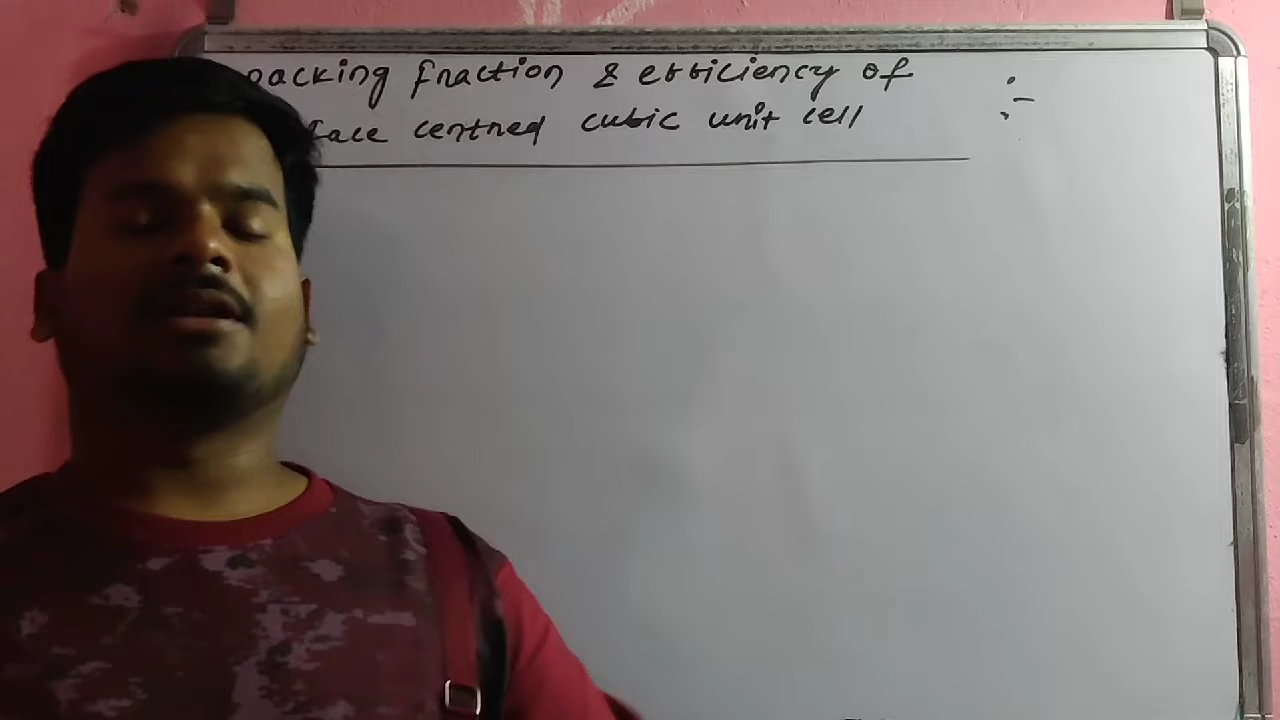 packing fraction & efficiency of :-
face centred cubic unit cell